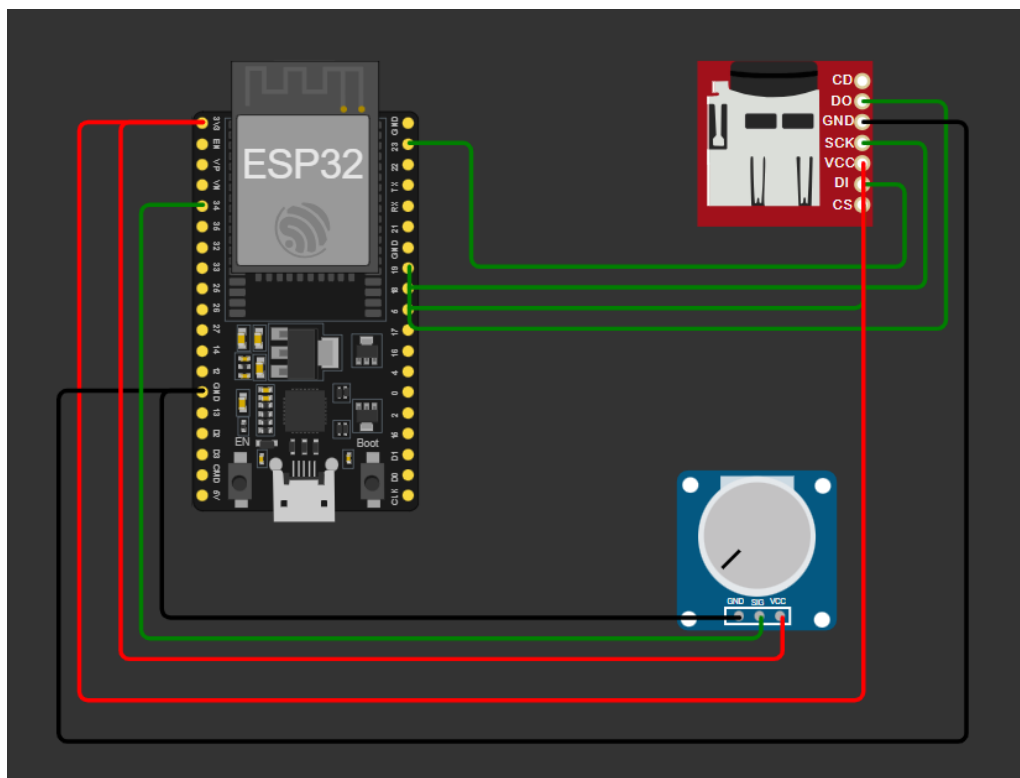 ESP32
3V3
EN
VP
VN
34
35
32
33
25
26
27
14
12
GND
13
D2
D3
CMD
5V
GND
23
22
TX
RX
21
GND
19
18
5
17
16
4
0
2
15
D1
D0
CLK
EN
Boot
CD
DO
GND
SCK
VCC
DI
CS
GND SIG VCC